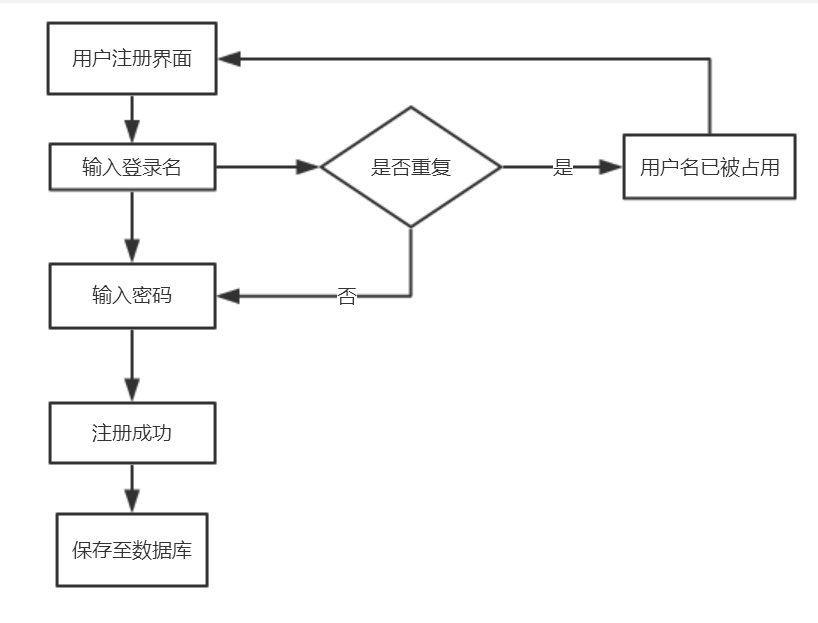 用户注册界面
输入登录名
是否重复
是
用户名已被占用
输入密码
否
注册成功
保存至数据库